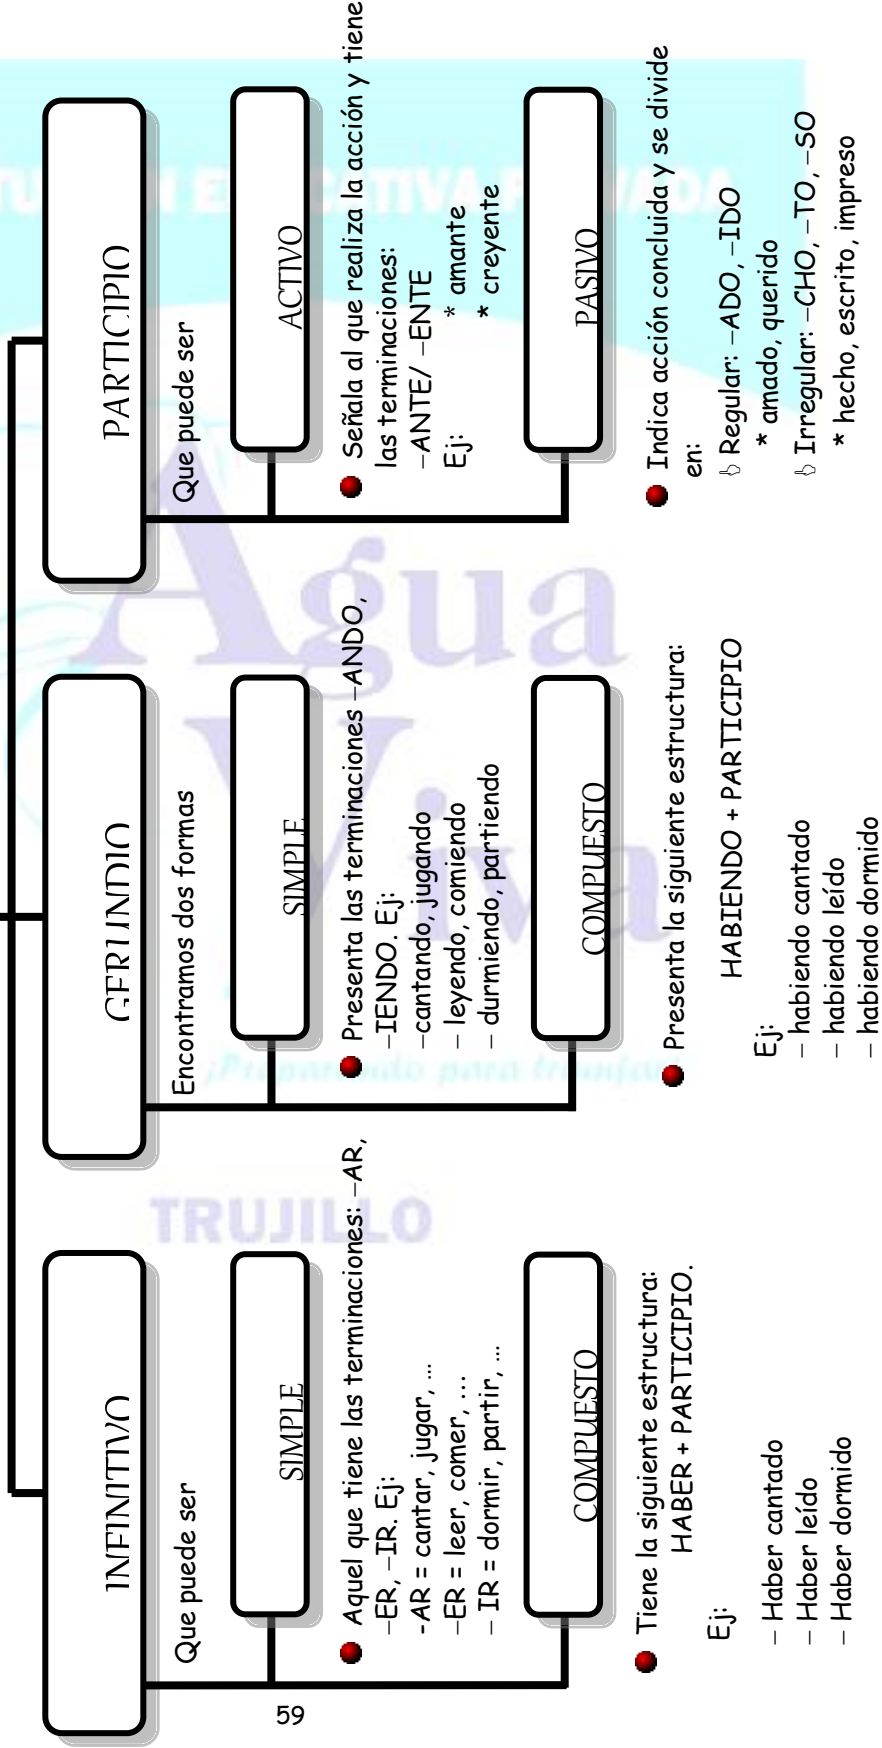 INFINITIVO
Que puede ser
SIMPLE
Aquel que tiene las terminaciones: –AR,
–ER, –IR. Ej:
-AR = cantar, jugar, ...
–ER = leer, comer, ...
– IR = dormir, partir, ...
COMPUESTO
Tiene la siguiente estructura:
HABER + PARTICIPIO.
Ej:
– Haber cantado
– Haber leído
– Haber dormido
GERUNDIO
Encontramos dos formas
SIMPLE
Presenta las terminaciones –ANDO,
–IENDO. Ej:
–cantando, jugando
– leyendo, comiendo
– durmiendo, partiendo
COMPUESTO
Presenta la siguiente estructura:
HABIENDO + PARTICIPIO
Ej:
– habiendo cantado
– habiendo leído
– habiendo dormido
PARTICIPIO
Que puede ser
ACTIVO
Señala al que realiza la acción y tiene
las terminaciones:
–ANTE/ –ENTE
Ej: * amante
* creyente
PASIVO
Indica acción concluida y se divide
en:
Regular: –ADO, –IDO
* amado, querido
Irregular: –CHO, –TO, –SO
* hecho, escrito, impreso
59
Agua
Viva
TRUJILLO